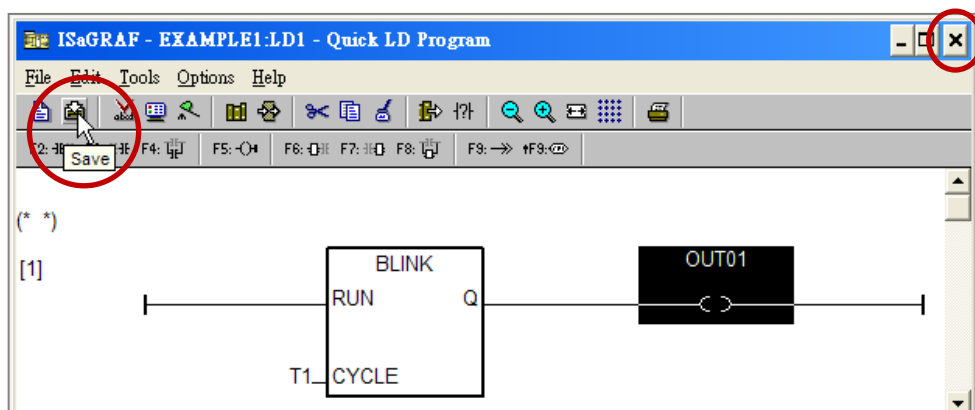 ISaGRAF - EXAMPLE1:LD1 - Quick LD Program
File Edit Tools Options Help
F4: F5: F6: F7: F8: F9: F9:
Save
(* *)
[1]
BLINK
OUT01
RUN Q
T1 CYCLE